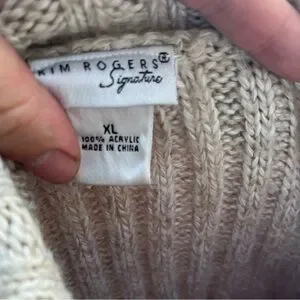 KIM ROGERS®
Signature
XL
100% ACRYLIC
MADE IN CHINA